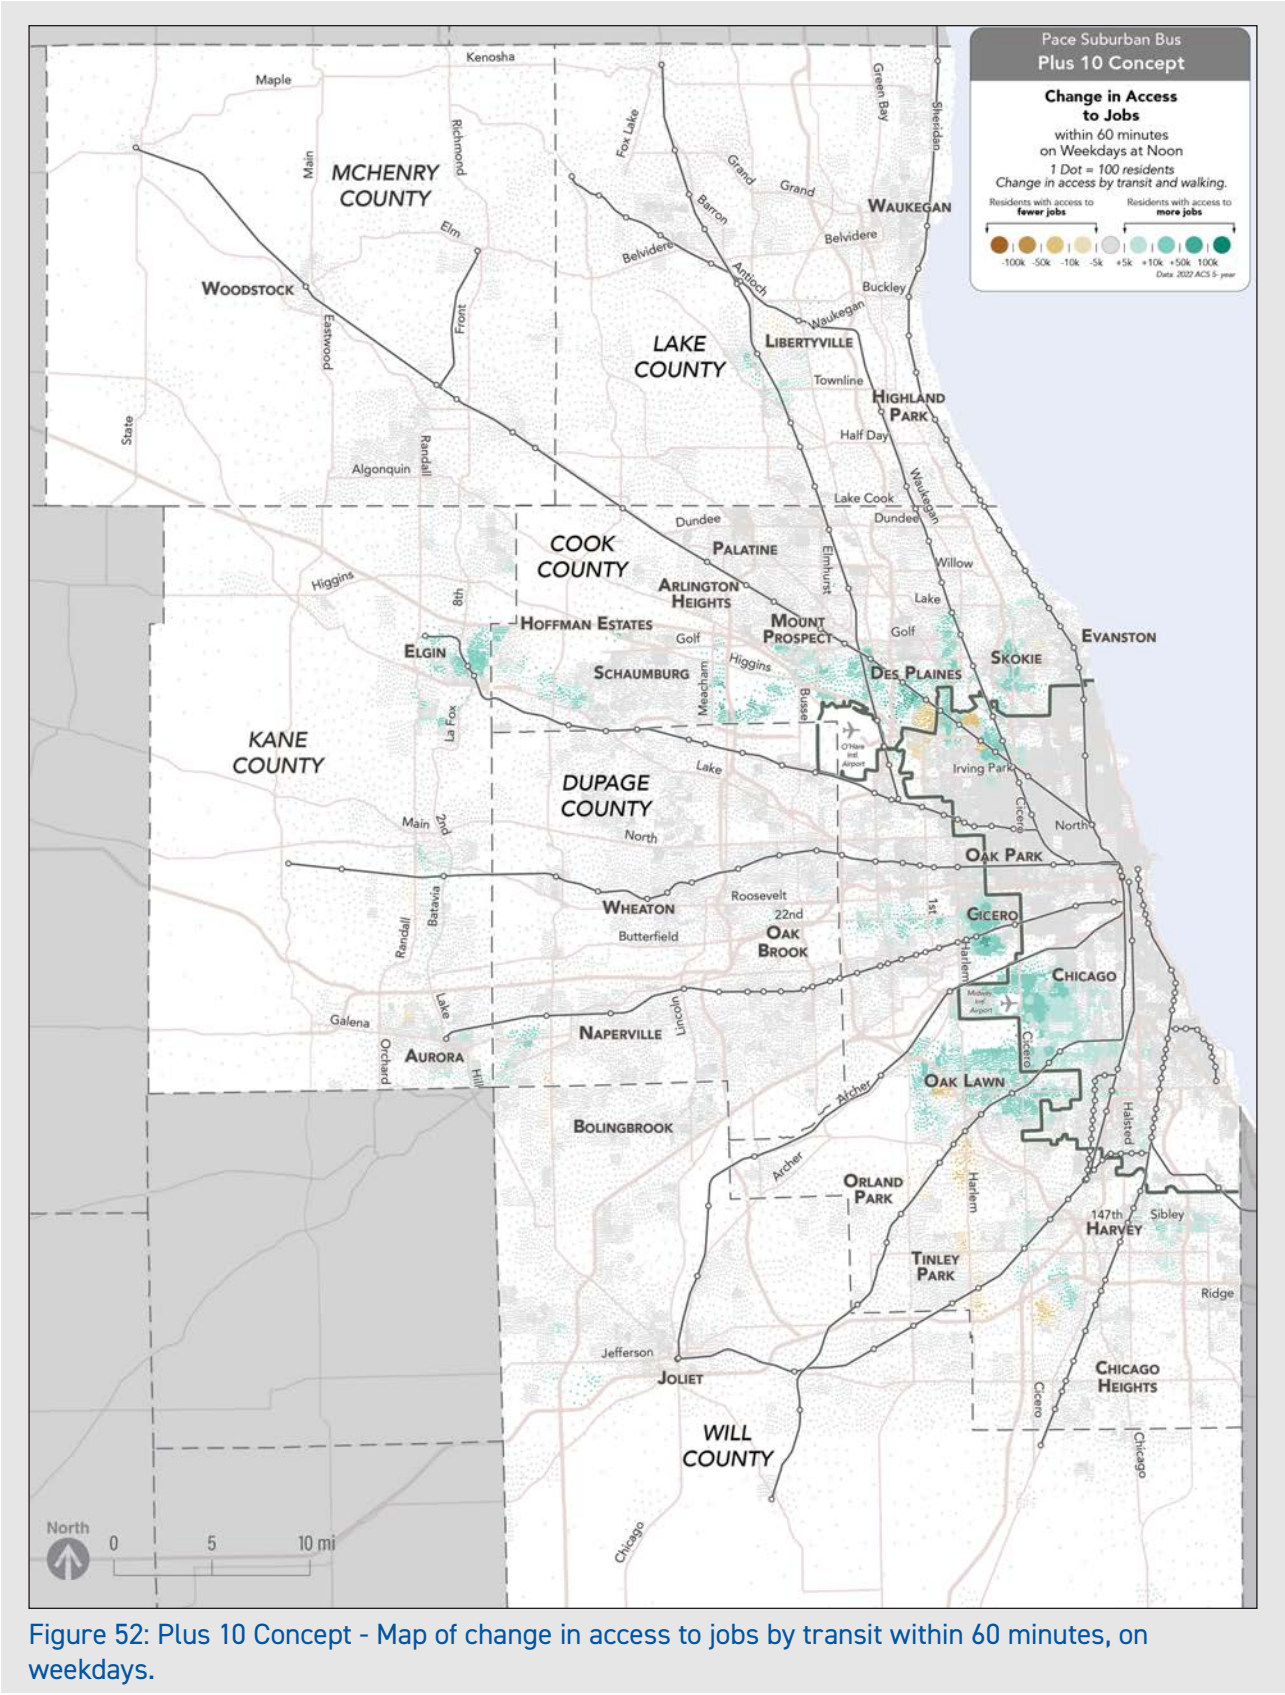 Pace Suburban Bus
Plus 10 Concept
Change in Access
to Jobs
within 60 minutes
on Weekdays at Noon
1 Dot = 100 residents
Change in access by transit and walking.
Residents with access to
fewer jobs
Residents with access to
more jobs
-100k -50k -10k -5k +5k +10k +50k 100k
Data: 2022 ACS 5- year
Kenosha
Maple
Main
Richmond
Fox Lake
Green Bay
Sheridan
MCHENRY
COUNTY
Grand
Grand
Barron
WAUKEGAN
Elm
Belvidere
Belvidere
Antioch
WOODSTOCK
Buckley
Eastwood
Front
Waukegan
LIBERTYVILLE
LAKE
COUNTY
Townline
HIGHLAND
PARK
State
Randall
Half Day
Algonquin
Waukegan
Lake Cook
Dundee
Dundee
COOK
COUNTY
PALATINE
Elmhurst
Willow
Higgins
8th
ARLINGTON
HEIGHTS
Lake
HOFFMAN ESTATES
MOUNT
PROSPECT
Golf
Golf
EVANSTON
ELGIN
SCHAUMBURG
Meacham
Higgins
DES PLAINES
SKOKIE
Busse
La Fox
KANE
COUNTY
O'Hare
Intl
Airport
Lake
Irving Park
DUPAGE
COUNTY
Cicero
Main
2nd
North
North
OAK PARK
Batavia
Roosevelt
WHEATON
22nd
1st
CICERO
Randall
Butterfield
OAK
BROOK
Harlem
CHICAGO
Lake
Lincoln
Midway
Intl
Airport
Galena
NAPERVILLE
Cicero
Orchard
AURORA
Hill
OAK LAWN
Archer
BOLINGBROOK
Halsted
Archer
ORLAND
PARK
Harlem
147th
Sibley
HARVEY
TINLEY
PARK
Ridge
Jefferson
JOLIET
CHICAGO
HEIGHTS
Cicero
WILL
COUNTY
Chicago
Chicago
North
0 5 10 mi
Figure 52: Plus 10 Concept - Map of change in access to jobs by transit within 60 minutes, on
weekdays.